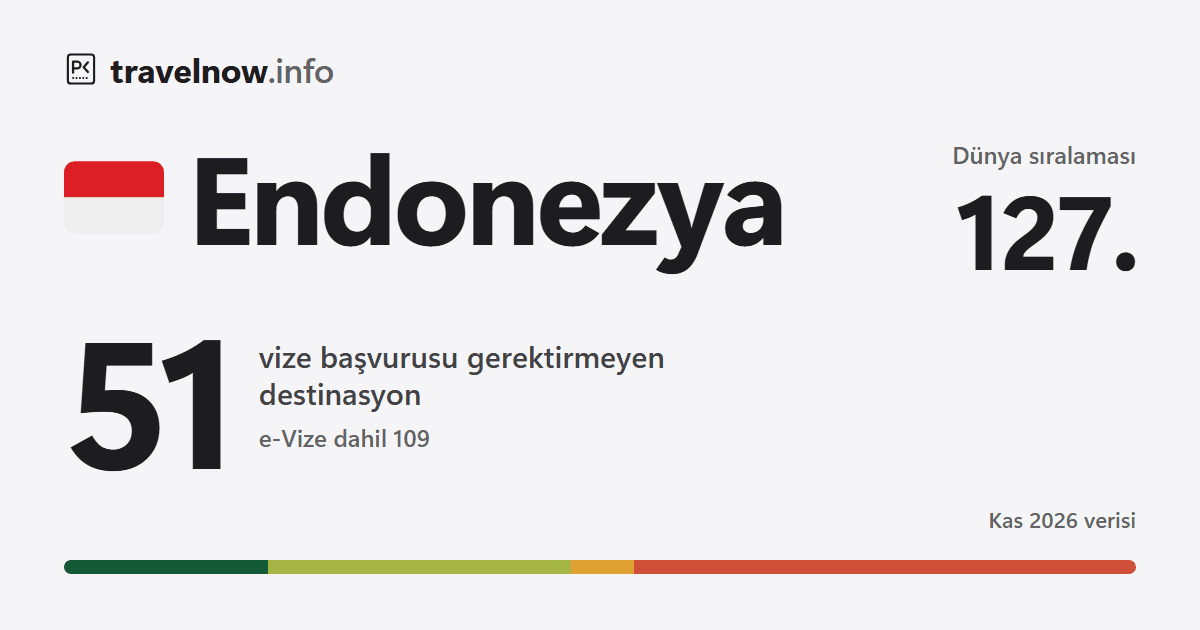 travelnow.info
Endonezya
Dünya sıralaması
127.
51
vize başvurusu gerektirmeyen
destinasyon
e-Vize dahil 109
Kas 2026 verisi